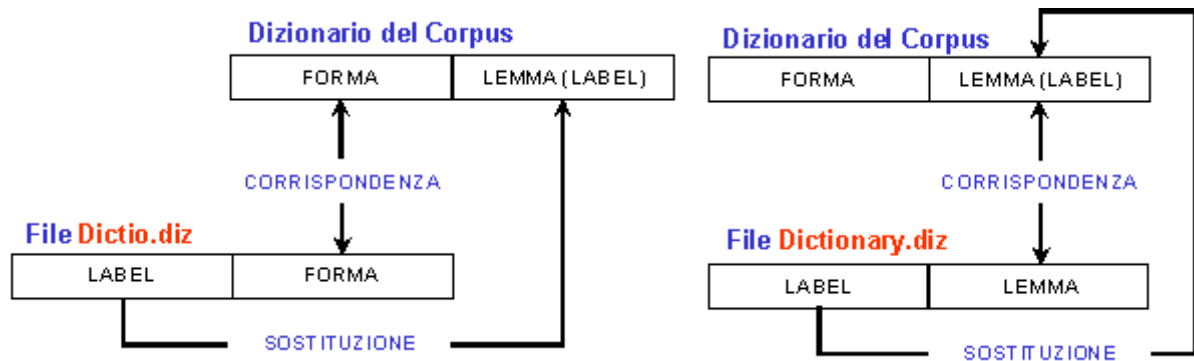 Dizionario del Corpus
FORMA LEMMA(LABEL)
CORRISPONDENZA
File Dictio.diz
LABEL FORMA
SOSTITUZIONE
Dizionario del Corpus
FORMA LEMMA(LABEL)
CORRISPONDENZA
File Dictionary.diz
LABEL LEMMA
SOSTITUZIONE